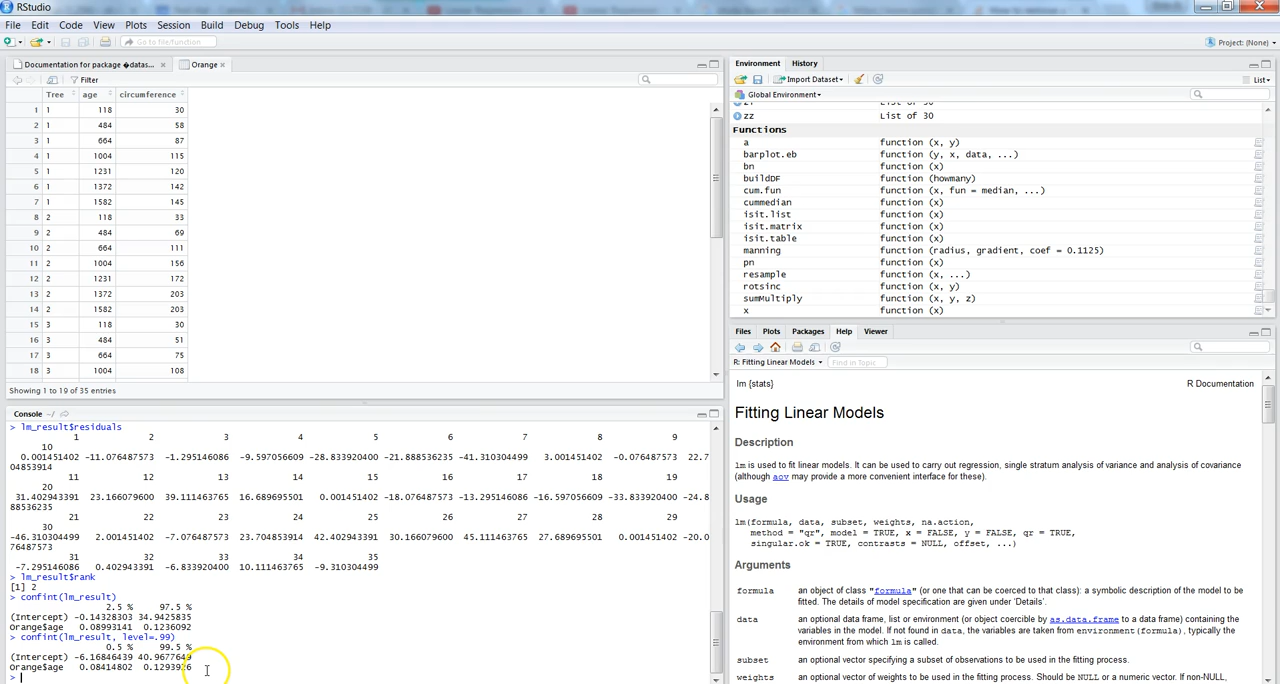 RStudio
File Edit Code View Plots Session Build Debug Tools Help
Go to file/function
Project: (None)
Documentation for package �datas...
Orange
Filter
Tree age circumference
1 1 118 30
2 1 484 58
3 1 664 87
4 1 1004 115
5 1 1231 120
6 1 1372 142
7 1 1582 145
8 2 118 33
9 2 484 69
10 2 664 111
11 2 1004 156
12 2 1231 172
13 2 1372 203
14 2 1582 203
15 3 118 30
16 3 484 51
17 3 664 75
18 3 1004 108
Showing 1 to 19 of 35 entries
Console ~/
> lm_result$residuals
1 2 3 4 5 6 7 8 9
10
0.001451402 -11.076487573 -1.295146086 -9.597056609 -28.833920400 -21.888536235 -41.310304499 3.001451402 -0.076487573 22.7
04853914
11 12 13 14 15 16 17 18 19
20
31.402943391 23.166079600 39.111463765 16.689695501 0.001451402 -18.076487573 -13.295146086 -16.597056609 -33.833920400 -24.8
88536235
21 22 23 24 25 26 27 28 29
30
-46.310304499 2.001451402 -7.076487573 -2.704853914 42.402943391 30.166079600 45.111463765 27.689695501 0.001451402 -20.0
76487573
31 32 33 34 35
-7.295146086 0.402943391 -6.833920400 10.111463765 -9.310304499
> lm_result$rank
[1] 2
> confint(lm_result)
2.5 % 97.5 %
(Intercept) -0.14328303 34.9425835
Orange$age 0.08993141 0.1236092
> confint(lm_result, level=.99)
0.5 % 99.5 %
(Intercept) -6.16846439 40.9677649
Orange$age 0.08414802 0.1293926
>
Environment History
Import Dataset
List
Global Environment
List of 30
zz List of 30
Functions
a function (x, y)
barplot.eb function (y, x, data, ...)
bn function (x)
buildDF function (howmany)
cum.fun function (x, fun = median, ...)
cummedian function (x)
isit.list function (x)
isit.matrix function (x)
isit.table function (x)
manning function (radius, gradient, coef = 0.1125)
pn function (x)
resample function (x, ...)
rotsinc function (x, y)
sumMultiply function (x, y, z)
x function (x)
Files Plots Packages Help Viewer
R: Fitting Linear Models
Find in Topic
lm {stats} R Documentation
Fitting Linear Models
Description
lm is used to fit linear models. It can be used to carry out regression, single stratum analysis of variance and analysis of covariance
(although aov may provide a more convenient interface for these).
Usage
lm(formula, data, subset, weights, na.action,
method = "qr", model = TRUE, x = FALSE, y = FALSE, qr = TRUE,
singular.ok = TRUE, contrasts = NULL, offset, ...)
Arguments
formula an object of class "formula" (or one that can be coerced to that class): a symbolic description of the model to be
fitted. The details of model specification are given under 'Details'.
data an optional data frame, list or environment (or object coercible by as.data.frame to a data frame) containing the
variables in the model. If not found in data, the variables are taken from environment(formula), typically the
environment from which lm is called.
subset an optional vector specifying a subset of observations to be used in the fitting process.
weights an optional vector of weights to be used in the fitting process. Should be NULL or a numeric vector. If non-NULL,